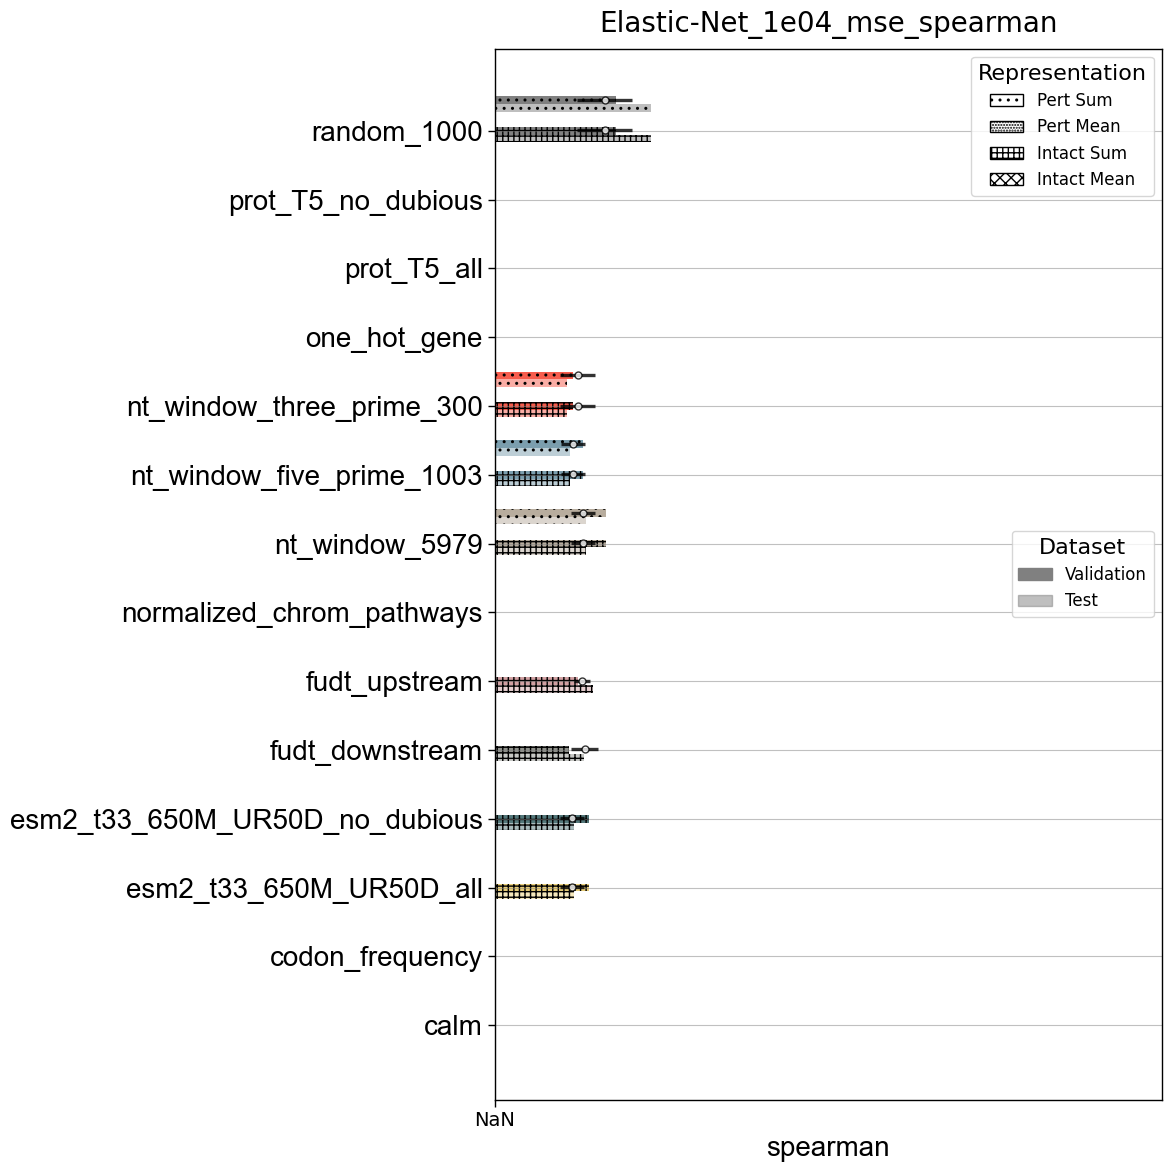 Elastic-Net_1e04_mse_spearman
Representation
Pert Sum
Pert Mean
Intact Sum
Intact Mean
random_1000
prot_T5_no_dubious
prot_T5_all
one_hot_gene
nt_window_three_prime_300
nt_window_five_prime_1003
nt_window_5979
Dataset
Validation
Test
normalized_chrom_pathways
fudt_upstream
fudt_downstream
esm2_t33_650M_UR50D_no_dubious
esm2_t33_650M_UR50D_all
codon_frequency
calm
NaN
spearman